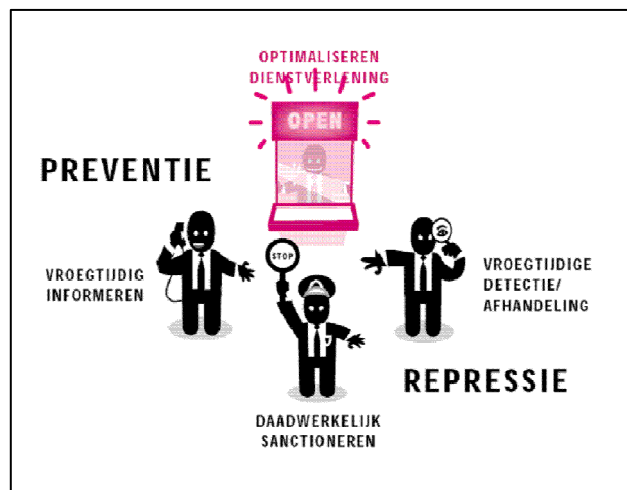 OPTIMALISEREN
DIENSTVERLENING
OPEN
PREVENTIE
VROEGTIJDIG
INFORMEREN
STOP
VROEGTIJDIGE
DETECTIE/
AFHANDELING
REPRESSIE
DAADWERKELIJK
SANCTIONEREN